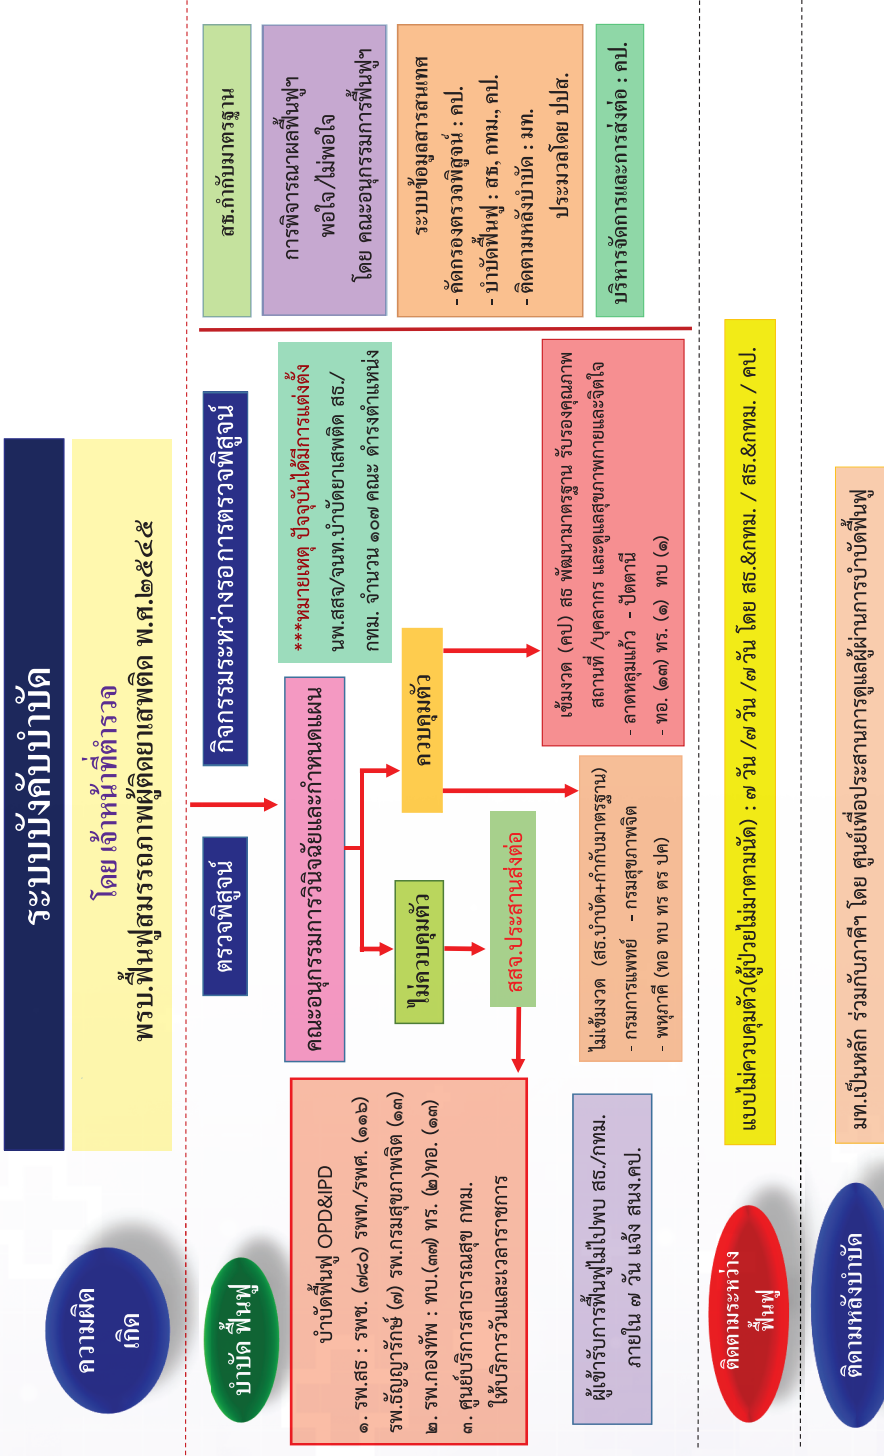 ระบบบังคับบำบัด
โดย เจ้าหน้าที่ตำรวจ
พรบ.ฟื้นฟูสมรรถภาพผู้ติดยาเสพติด พ.ศ.๒๕๔๕
ความผิด
เกิด
บำบัด ฟื้นฟู
ตรวจพิสูจน์
กิจกรรมระหว่างรอการตรวจพิสูจน์
คณะอนุกรรมการวินิจฉัยและกำหนดแผน
***หมายเหตุ ปัจจุบันได้มีการแต่งตั้ง
นพ.สสจ/จนท.บำบัดยาเสพติด สธ./
กทม. จำนวน ๑๐๗ คณะ ดำรงตำแหน่ง
ไม่ควบคุมตัว
ควบคุมตัว
สสจ.ประสานส่งต่อ
บำบัดฟื้นฟู OPD&IPD
๑. รพ.สธ : รพช. (๗๘๐) รพท./รพศ. (๑๑๖)
รพ.ธัญญารักษ์ (๗) รพ.กรมสุขภาพจิต (๑๓)
๒. รพ.กองทัพ : ทบ.(๓๗) ทร. (๒)ทอ. (๑๓)
๓. ศูนย์บริการสาธารณสุข กทม.
ให้บริการวันและเวลาราชการ
ผู้เข้ารับการฟื้นฟูไม่ไปพบ สธ./กทม.
ภายใน ๗ วัน แจ้ง สนง.คป.
ไม่เข้มงวด (สธ.บำบัด+กำกับมาตรฐาน)
- กรมการแพทย์ - กรมสุขภาพจิต
- พหุภาคี (ทอ ทบ ทร ตร ปค)
เข้มงวด (คป) สธ พัฒนามาตรฐาน รับรองคุณภาพ
สถานที่ /บุคลากร และดูแลสุขภาพกายและจิตใจ
- ลาดหลุมแก้ว - ปัตตานี
- ทอ. (๑๓) ทร. (๑) ทบ (๑)
สธ.กำกับมาตรฐาน
การพิจารณาผลฟื้นฟูฯ
พอใจ/ไม่พอใจ
โดย คณะอนุกรรมการฟื้นฟูฯ
ระบบข้อมูลสารสนเทศ
- คัดกรองตรวจพิสูจน์ : คป.
- บำบัดฟื้นฟู : สธ, กทม., คป.
- ติดตามหลังบำบัด : มท.
ประมวลโดย ปปส.
บริหารจัดการและการส่งต่อ : คป.
ติดตามระหว่าง
ฟื้นฟู
แบบไม่ควบคุมตัว(ผู้ป่วยไม่มาตามนัด) : ๗ วัน /๗ วัน /๗ วัน โดย สธ.&กทม. / สธ.&กทม. / คป.
ติดตามหลังบำบัด
มท.เป็นหลัก ร่วมกับภาคีฯ โดย ศูนย์เพื่อประสานการดูแลผู้ผ่านการบำบัดฟื้นฟู